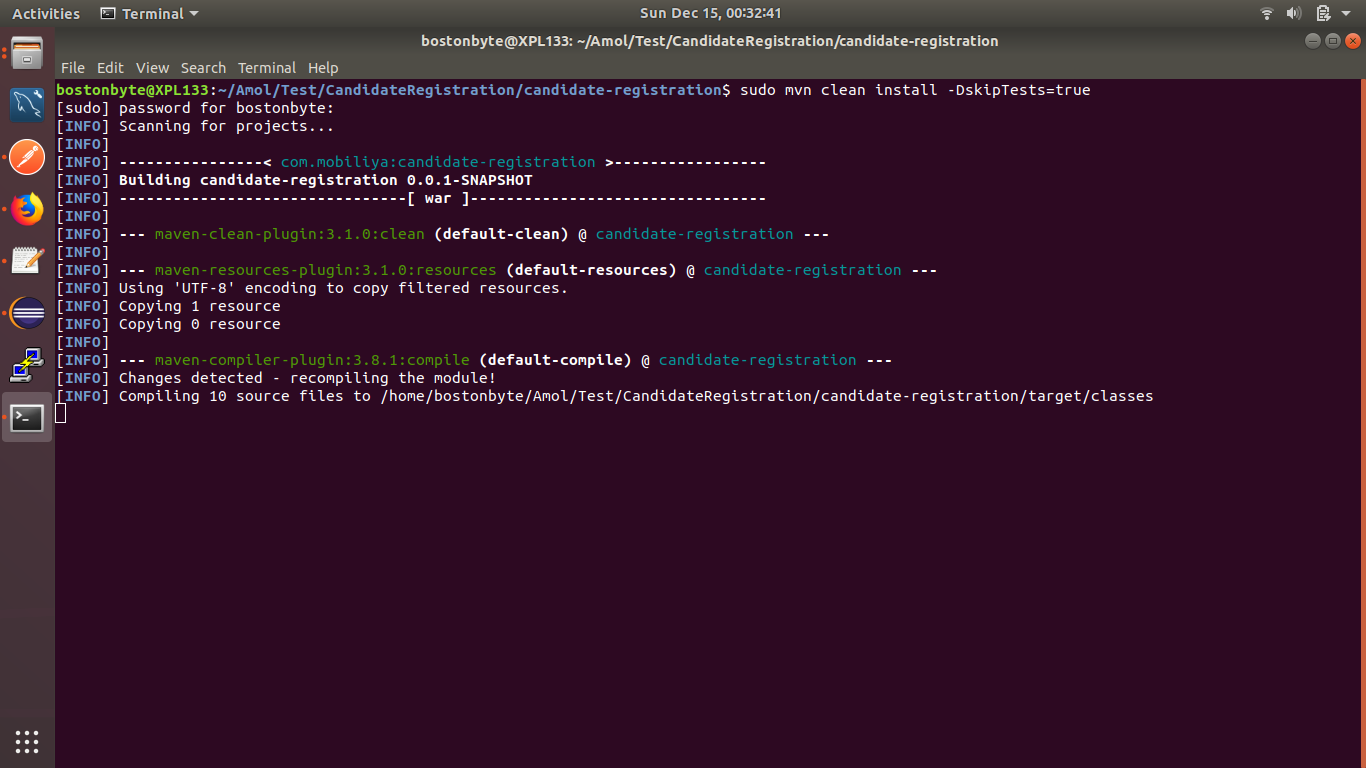 Activities Terminal Sun Dec 15, 00:32:41
bostonbyte@XPL133: ~/Amol/Test/CandidateRegistration/candidate-registration
File Edit View Search Terminal Help
bostonbyte@XPL133:~/Amol/Test/CandidateRegistration/candidate-registration$ sudo mvn clean install -DskipTests=true
[sudo] password for bostonbyte:
[INFO] Scanning for projects...
[INFO]
[INFO] ----------------< com.mobiliya:candidate-registration >-----------------
[INFO] Building candidate-registration 0.0.1-SNAPSHOT
[INFO] --------------------------------[ war ]---------------------------------
[INFO]
[INFO] --- maven-clean-plugin:3.1.0:clean (default-clean) @ candidate-registration ---
[INFO]
[INFO] --- maven-resources-plugin:3.1.0:resources (default-resources) @ candidate-registration ---
[INFO] Using 'UTF-8' encoding to copy filtered resources.
[INFO] Copying 1 resource
[INFO] Copying 0 resource
[INFO]
[INFO] --- maven-compiler-plugin:3.8.1:compile (default-compile) @ candidate-registration ---
[INFO] Changes detected - recompiling the module!
[INFO] Compiling 10 source files to /home/bostonbyte/Amol/Test/CandidateRegistration/candidate-registration/target/classes